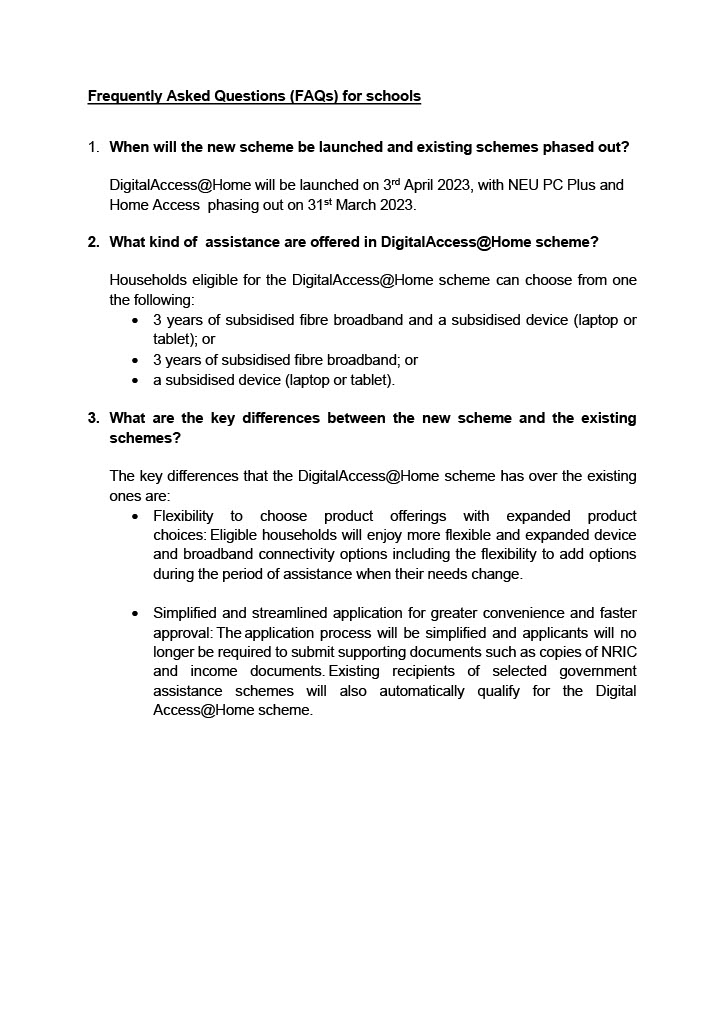 Frequently Asked Questions (FAQs) for schools
1. When will the new scheme be launched and existing schemes phased out?
DigitalAccess@Home will be launched on 3rd April 2023, with NEU PC Plus and
Home Access phasing out on 31st March 2023.
2. What kind of assistance are offered in DigitalAccess@Home scheme?
Households eligible for the DigitalAccess@Home scheme can choose from one
the following:
• 3 years of subsidised fibre broadband and a subsidised device (laptop or
tablet); or
• 3 years of subsidised fibre broadband; or
• a subsidised device (laptop or tablet).
3. What are the key differences between the new scheme and the existing
schemes?
The key differences that the DigitalAccess@Home scheme has over the existing
ones are:
• Flexibility to choose product offerings with expanded product
choices: Eligible households will enjoy more flexible and expanded device
and broadband connectivity options including the flexibility to add options
during the period of assistance when their needs change.
• Simplified and streamlined application for greater convenience and faster
approval: The application process will be simplified and applicants will no
longer be required to submit supporting documents such as copies of NRIC
and income documents. Existing recipients of selected government
assistance schemes will also automatically qualify for the Digital
Access@Home scheme.